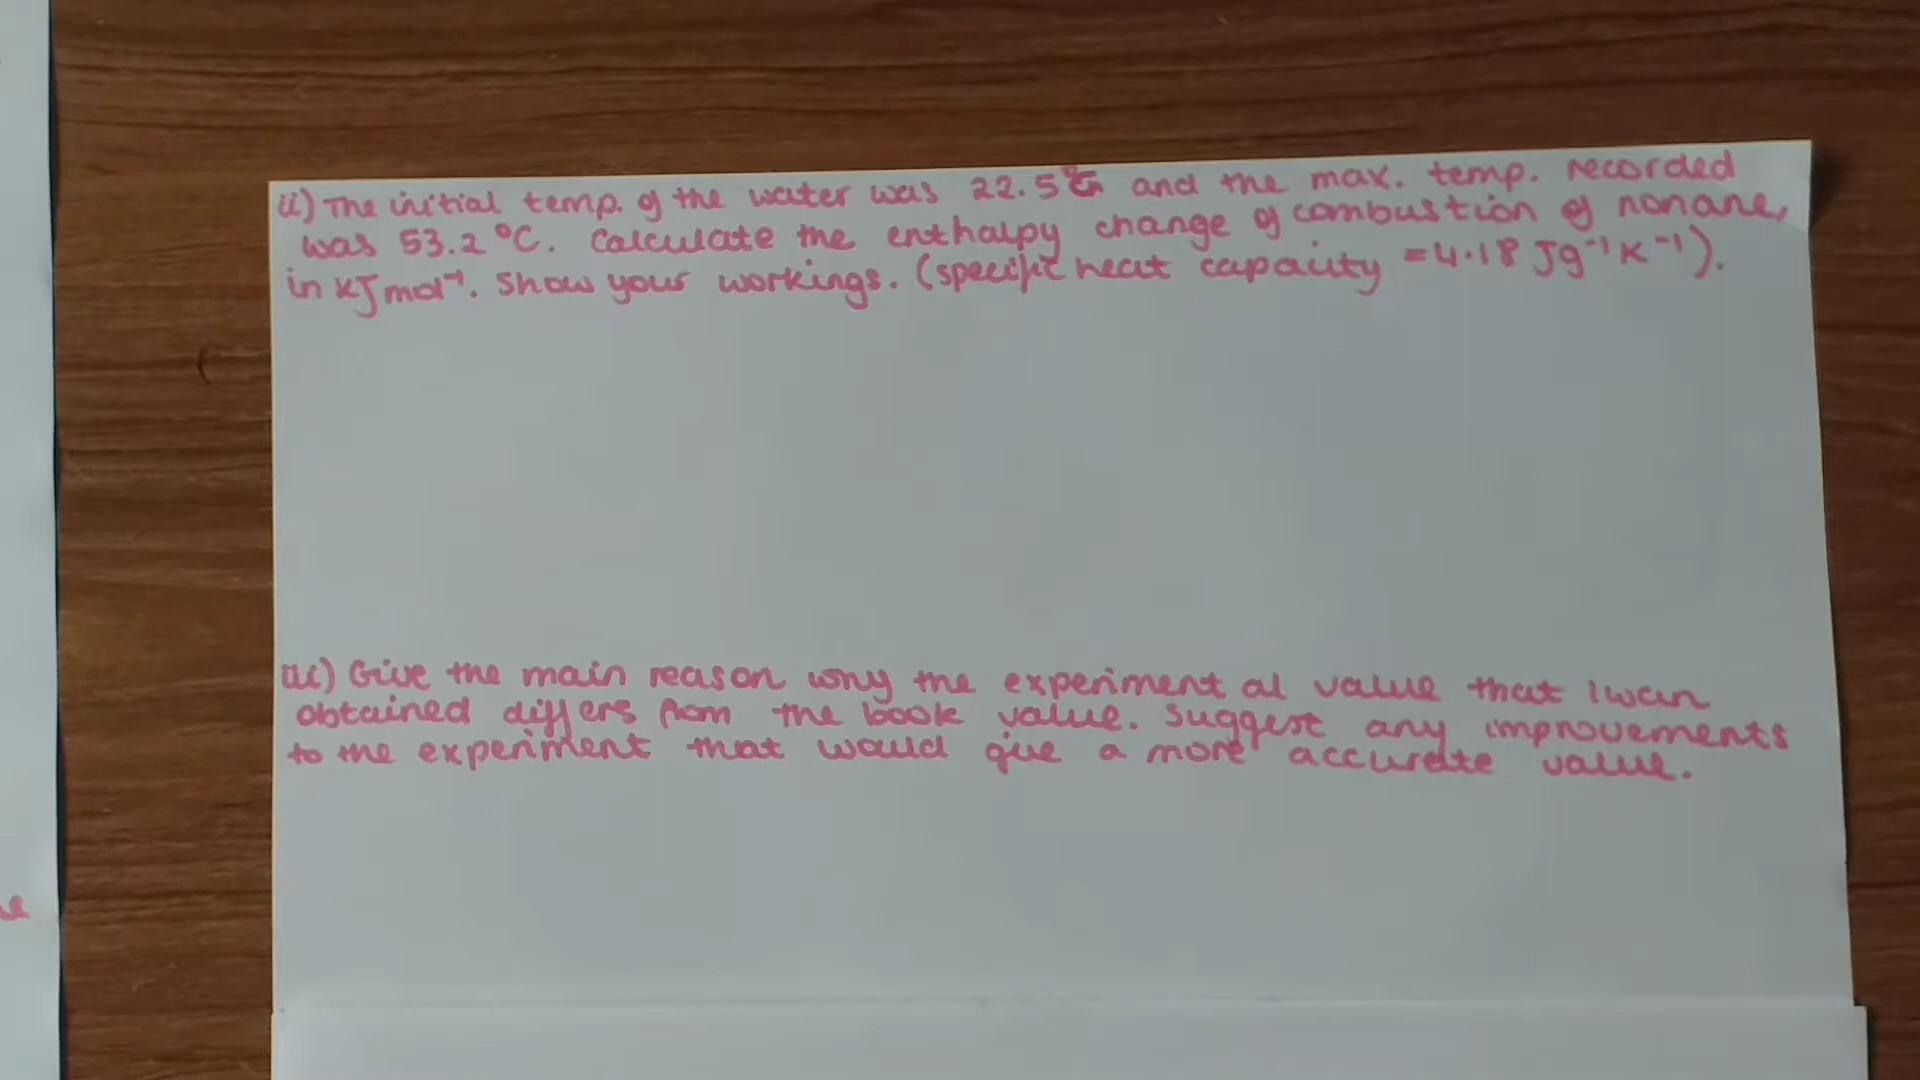 ii) The initial temp. of the water was 22.5°C and the max. temp. recorded
was 53.2 °C. Calculate the enthalpy change of combustion of nonane,
in kJmol⁻¹. Show your workings. (specific heat capacity = 4.18 Jg⁻¹K⁻¹).
iii) Give the main reason why the experimental value that Iwan
obtained differs from the book value. Suggest any improvements
to the experiment that would give a more accurate value.